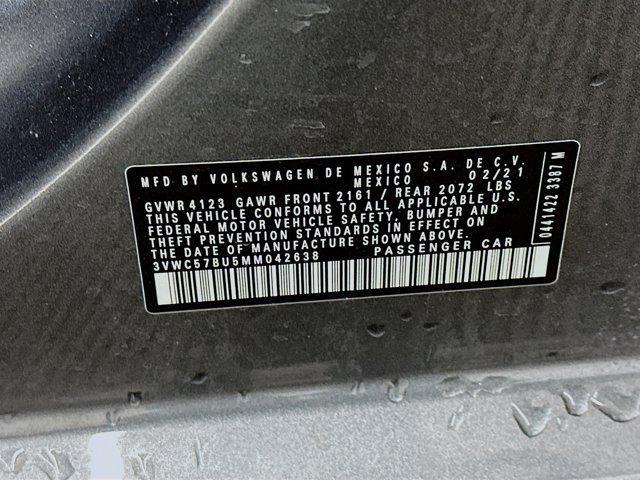 MFD BY VOLKSWAGEN DE MEXICO S.A. DE C.V.
MEXICO 02/21
GVWR 4123 GAWR FRONT 2161 / REAR 2072 LBS
THIS VEHICLE CONFORMS TO ALL APPLICABLE U.S.
FEDERAL MOTOR VEHICLE SAFETY, BUMPER AND
THEFT PREVENTION STANDARDS IN EFFECT ON
THE DATE OF MANUFACTURE SHOWN ABOVE.
3VWC57BU5MM042638 PASSENGER CAR
0441422 3387 M